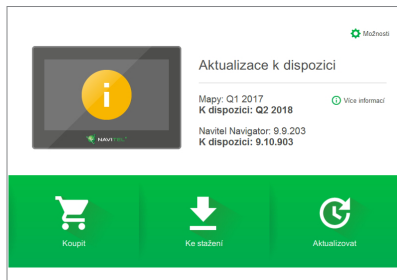 Možnosti
Aktualizace k dispozici
Mapy: Q1 2017
Více informací
K dispozici: Q2 2018
Navitel Navigator: 9.9.203
K dispozici: 9.10.903
NAVITEL
Koupit
Ke stažení
Aktualizovat